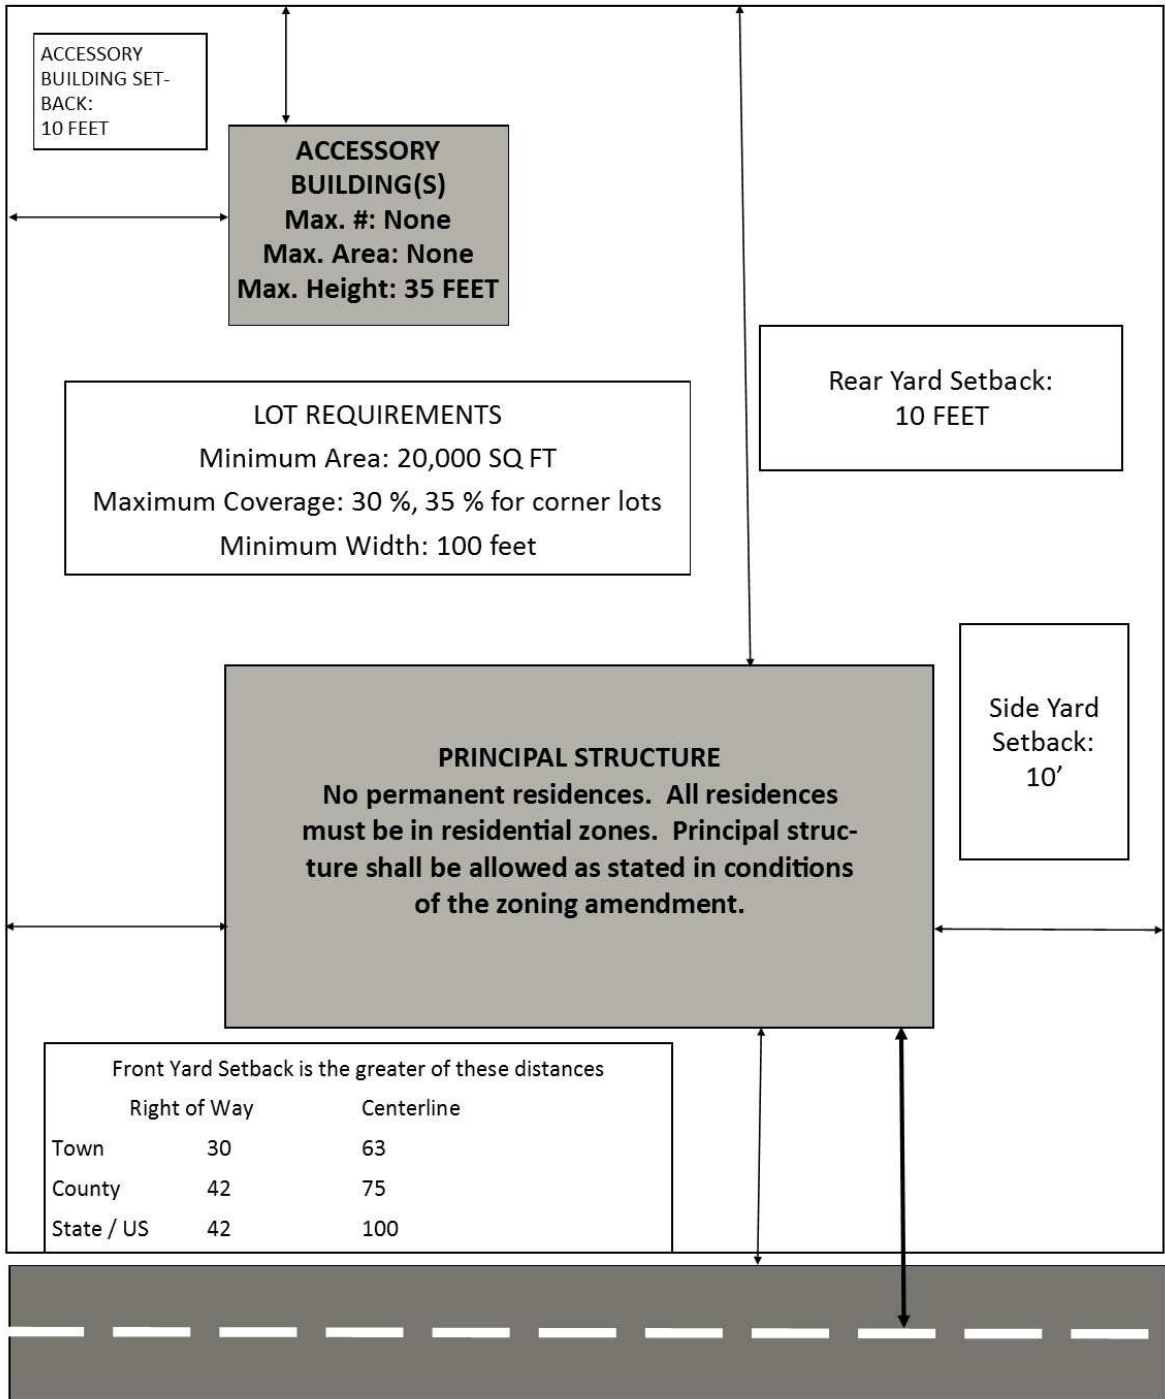 ACCESSORY
BUILDING SET-
BACK:
10 FEET
ACCESSORY
BUILDING(S)
Max. #: None
Max. Area: None
Max. Height: 35 FEET
LOT REQUIREMENTS
Minimum Area: 20,000 SQ FT
Maximum Coverage: 30 %, 35 % for corner lots
Minimum Width: 100 feet
Rear Yard Setback:
10 FEET
Side Yard
Setback:
10’
PRINCIPAL STRUCTURE
No permanent residences.  All residences
must be in residential zones.  Principal struc-
ture shall be allowed as stated in conditions
of the zoning amendment.
Front Yard Setback is the greater of these distances
Right of Way Centerline
Town 30 63
County 42 75
State / US 42 100